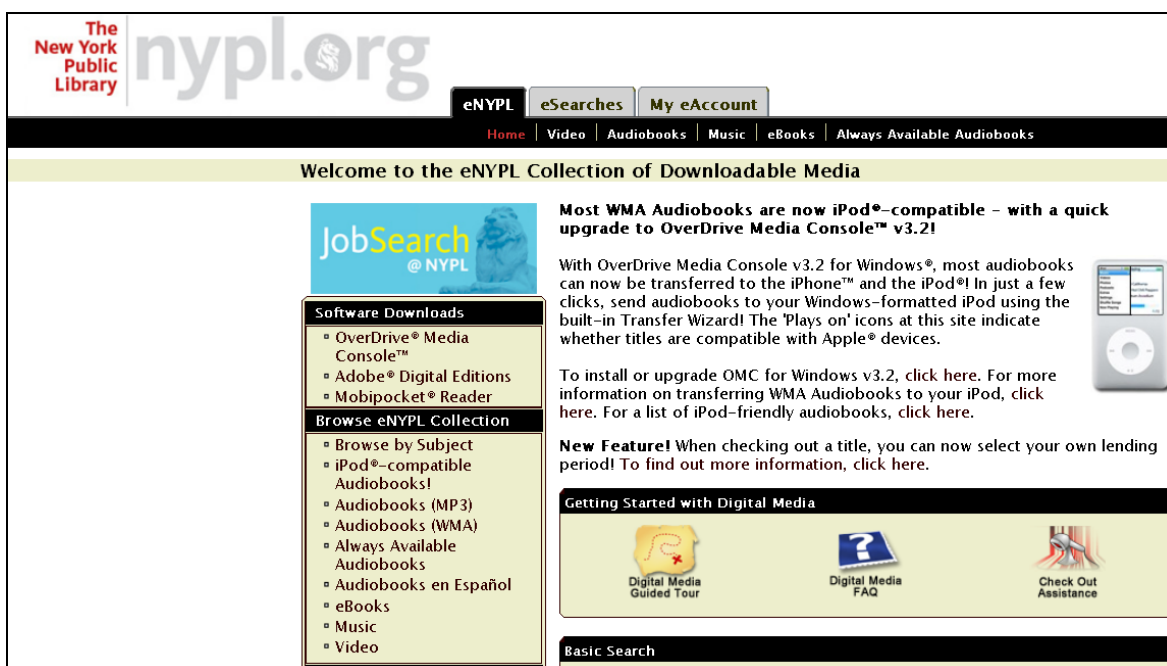 The
New York
Public
Library
nypl.org
eNYPL
eSearches
My eAccount
Home
Video
Audiobooks
Music
eBooks
Always Available Audiobooks
Welcome to the eNYPL Collection of Downloadable Media
JobSearch
@ NYPL
Software Downloads
OverDrive® Media
Console™
Adobe® Digital Editions
Mobipocket® Reader
Browse eNYPL Collection
Browse by Subject
iPod®-compatible
Audiobooks!
Audiobooks (MP3)
Audiobooks (WMA)
Always Available
Audiobooks
Audiobooks en Español
eBooks
Music
Video
Most WMA Audiobooks are now iPod®-compatible - with a quick
upgrade to OverDrive Media Console™ v3.2!
With OverDrive Media Console v3.2 for Windows®, most audiobooks
can now be transferred to the iPhone™ and the iPod®! In just a few
clicks, send audiobooks to your Windows-formatted iPod using the
built-in Transfer Wizard! The 'Plays on' icons at this site indicate
whether titles are compatible with Apple® devices.
To install or upgrade OMC for Windows v3.2, click here. For more
information on transferring WMA Audiobooks to your iPod, click
here. For a list of iPod-friendly audiobooks, click here.
New Feature! When checking out a title, you can now select your own lending
period! To find out more information, click here.
Getting Started with Digital Media
Digital Media
Guided Tour
Digital Media
FAQ
Check Out
Assistance
Basic Search